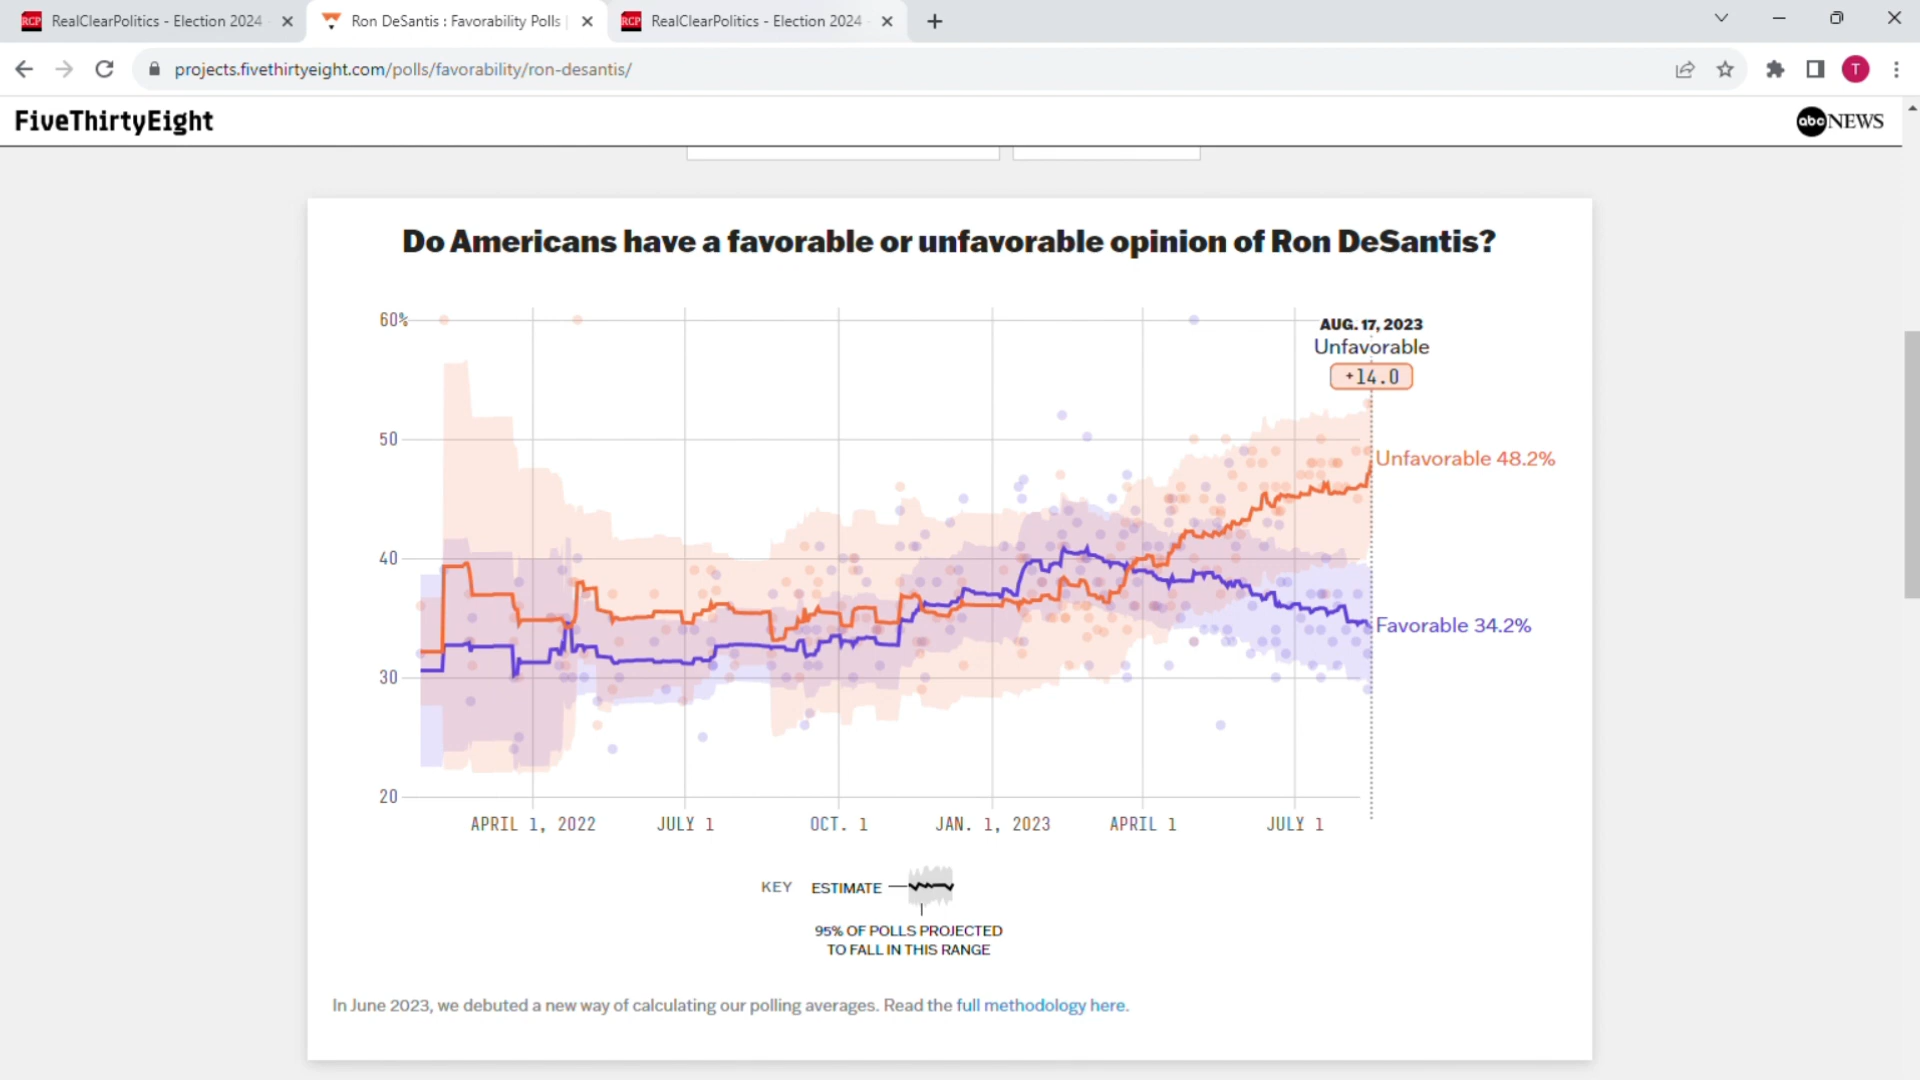 RealClearPolitics - Election 2024
Ron DeSantis : Favorability Polls |
RealClearPolitics - Election 2024
projects.fivethirtyeight.com/polls/favorability/ron-desantis/
T
FiveThirtyEight
abc NEWS
Do Americans have a favorable or unfavorable opinion of Ron DeSantis?
60%
AUG. 17, 2023
Unfavorable
+14.0
50
Unfavorable 48.2%
40
Favorable 34.2%
30
20
APRIL 1, 2022
JULY 1
OCT. 1
JAN. 1, 2023
APRIL 1
JULY 1
KEY
ESTIMATE
95% OF POLLS PROJECTED
TO FALL IN THIS RANGE
In June 2023, we debuted a new way of calculating our polling averages. Read the full methodology here.